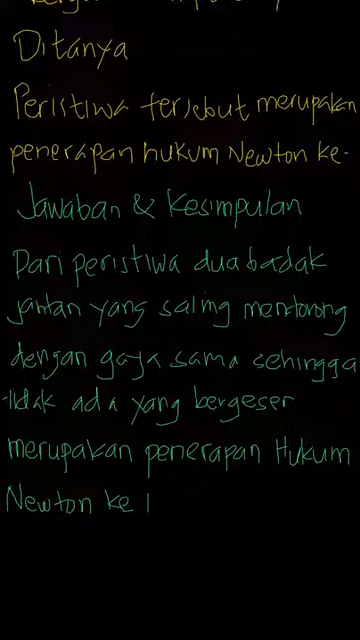 Ditanya
Peristiwa tersebut merupakan
penerapan hukum Newton ke-
Jawaban & Kesimpulan
Dari peristiwa dua badak
jantan yang saling mendorong
dengan gaya sama sehingga
tidak ada yang bergeser
merupakan penerapan Hukum
Newton ke 1